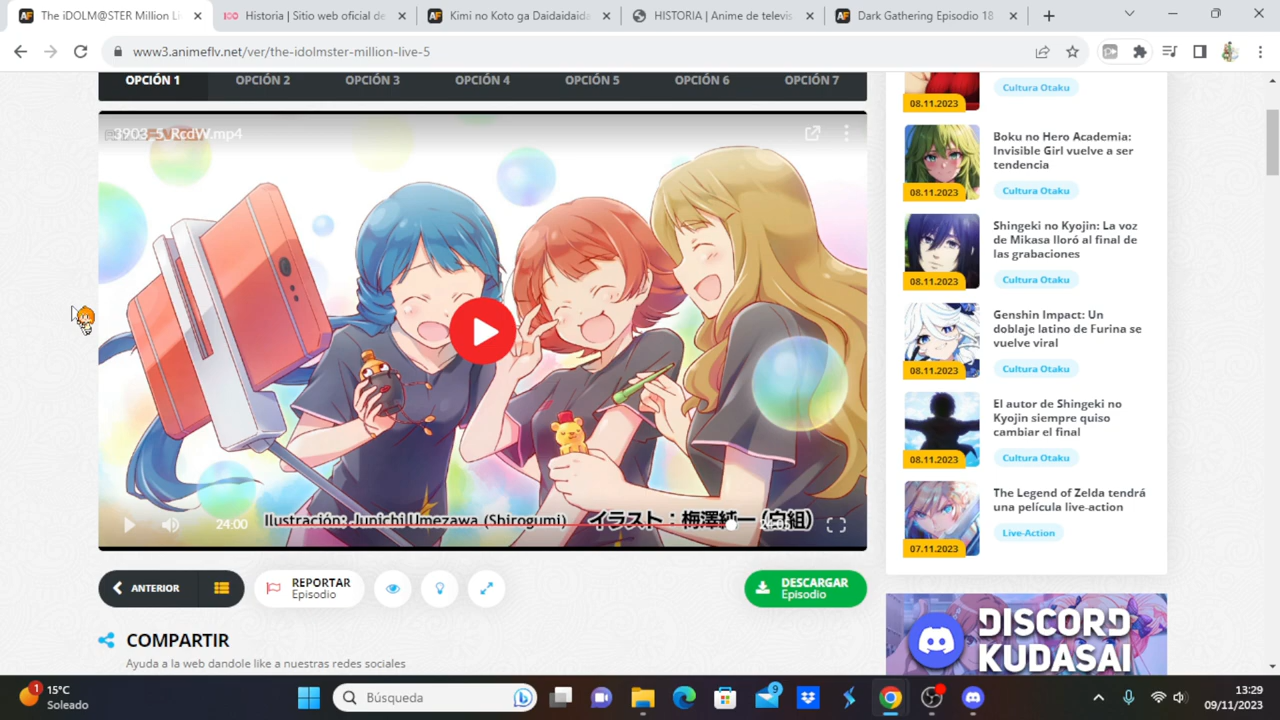 The iDOLM@STER Million Li
Historia | Sitio web oficial de
Kimi no Koto ga Daidaidaida
HISTORIA | Anime de televis
Dark Gathering Episodio 18
www3.animeflv.net/ver/the-idolmster-million-live-5
OPCIÓN 1
OPCIÓN 2
OPCIÓN 3
OPCIÓN 4
OPCIÓN 5
OPCIÓN 6
OPCIÓN 7
3903_5_RcdW.mp4
24:00
Ilustración: Junichi Umezawa (Shirogumi)
イラスト：梅澤純一 (白組)
ANTERIOR
REPORTAR
Episodio
DESCARGAR
Episodio
COMPARTIR
Ayuda a la web dandole like a nuestras redes sociales
Cultura Otaku
08.11.2023
Boku no Hero Academia:
Invisible Girl vuelve a ser
tendencia
Cultura Otaku
08.11.2023
Shingeki no Kyojin: La voz
de Mikasa lloró al final de
las grabaciones
Cultura Otaku
08.11.2023
Genshin Impact: Un
doblaje latino de Furina se
vuelve viral
Cultura Otaku
08.11.2023
El autor de Shingeki no
Kyojin siempre quiso
cambiar el final
Cultura Otaku
08.11.2023
The Legend of Zelda tendrá
una película live-action
Live-Action
07.11.2023
DISCORD
KUDASAI
1
15°C
Soleado
Búsqueda
9
13:29
09/11/2023